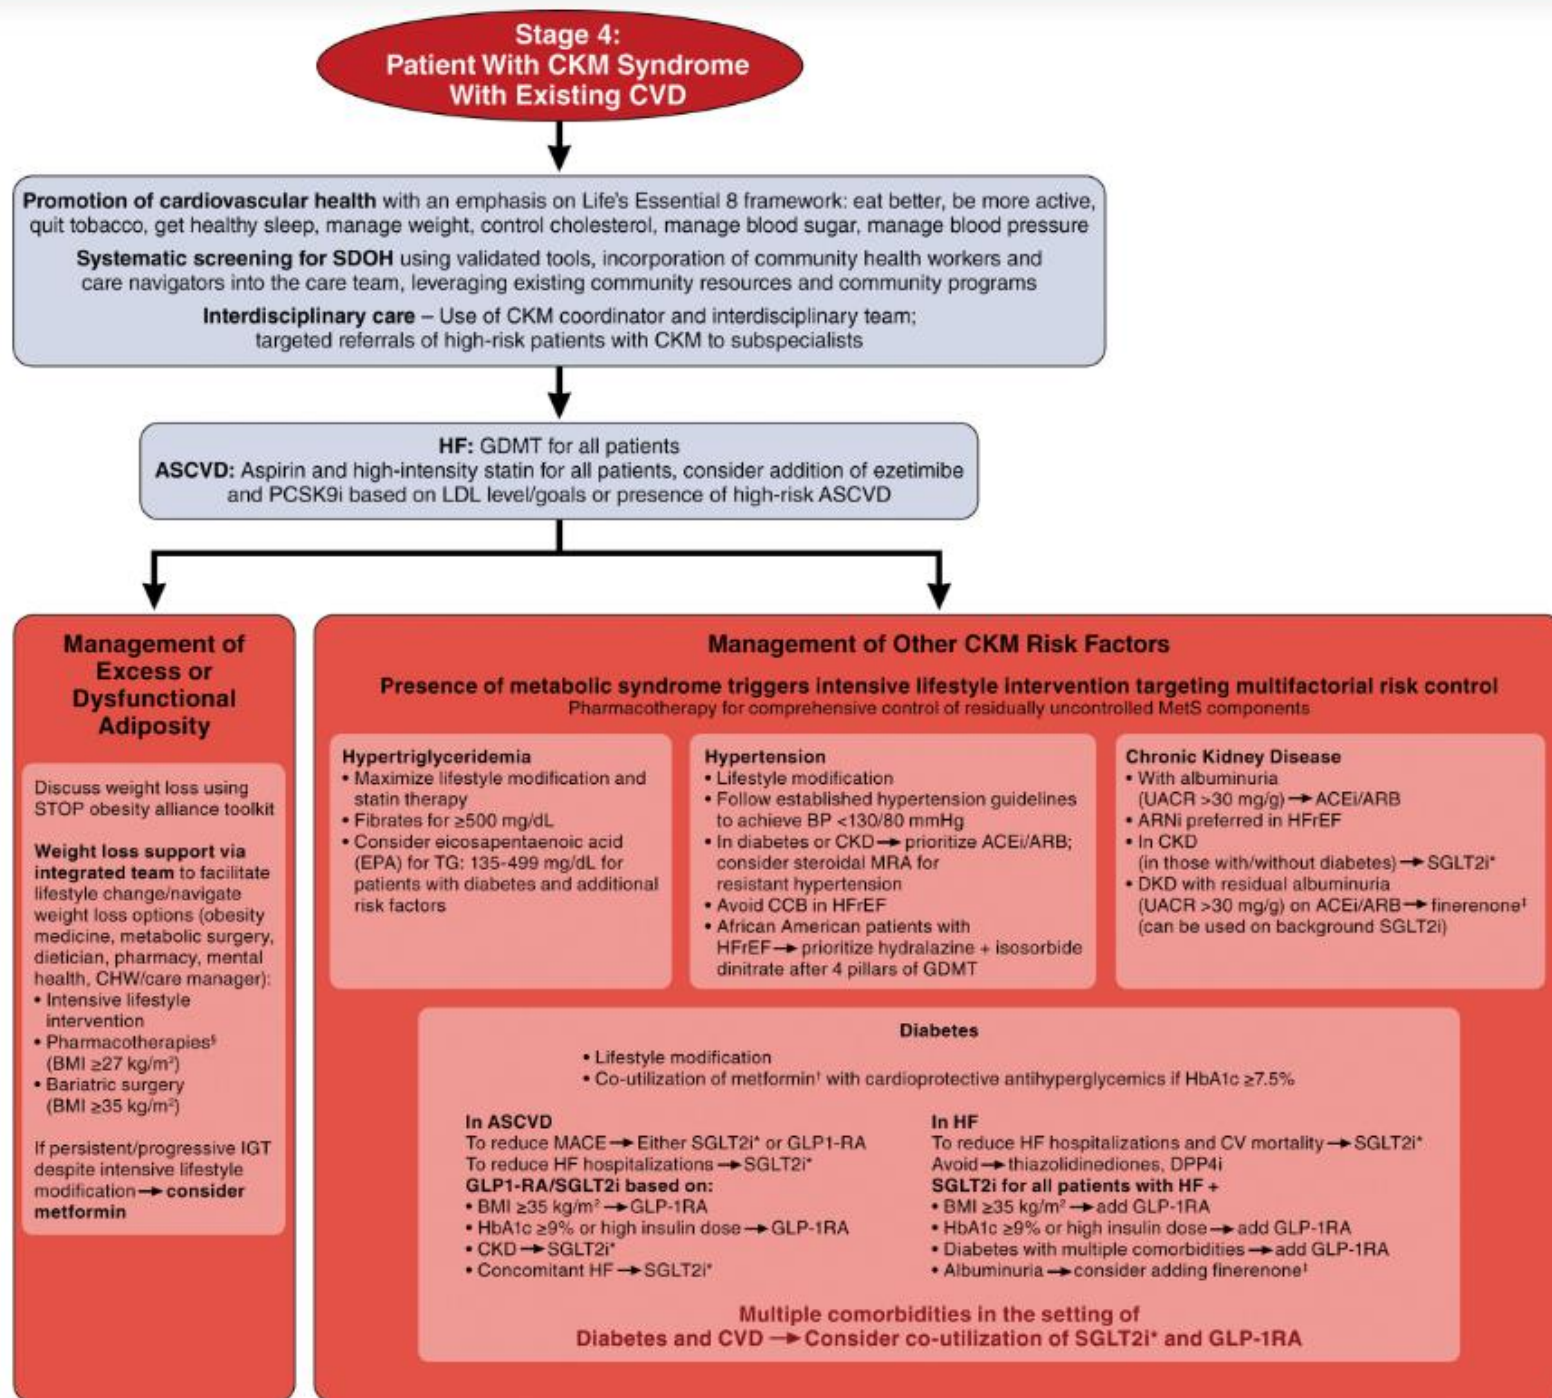 Stage 4:
Patient With CKM Syndrome
With Existing CVD
Promotion of cardiovascular health with an emphasis on Life's Essential 8 framework: eat better, be more active,
quit tobacco, get healthy sleep, manage weight, control cholesterol, manage blood sugar, manage blood pressure
Systematic screening for SDOH using validated tools, incorporation of community health workers and
care navigators into the care team, leveraging existing community resources and community programs
Interdisciplinary care – Use of CKM coordinator and interdisciplinary team;
targeted referrals of high-risk patients with CKM to subspecialists
HF: GDMT for all patients
ASCVD: Aspirin and high-intensity statin for all patients, consider addition of ezetimibe
and PCSK9i based on LDL level/goals or presence of high-risk ASCVD
Management of
Excess or
Dysfunctional
Adiposity
Discuss weight loss using
STOP obesity alliance toolkit
Weight loss support via
integrated team to facilitate
lifestyle change/navigate
weight loss options (obesity
medicine, metabolic surgery,
dietician, pharmacy, mental
health, CHW/care manager):
• Intensive lifestyle
intervention
• Pharmacotherapies§
(BMI ≥27 kg/m²)
• Bariatric surgery
(BMI ≥35 kg/m²)
If persistent/progressive IGT
despite intensive lifestyle
modification→consider
metformin
Management of Other CKM Risk Factors
Presence of metabolic syndrome triggers intensive lifestyle intervention targeting multifactorial risk control
Pharmacotherapy for comprehensive control of residually uncontrolled MetS components
Hypertriglyceridemia
• Maximize lifestyle modification and
statin therapy
• Fibrates for ≥500 mg/dL
• Consider eicosapentaenoic acid
(EPA) for TG: 135-499 mg/dL for
patients with diabetes and additional
risk factors
Hypertension
• Lifestyle modification
• Follow established hypertension guidelines
to achieve BP <130/80 mmHg
• In diabetes or CKD→prioritize ACEi/ARB;
consider steroidal MRA for
resistant hypertension
• Avoid CCB in HFrEF
• African American patients with
HFrEF→prioritize hydralazine + isosorbide
dinitrate after 4 pillars of GDMT
Chronic Kidney Disease
• With albuminuria
(UACR >30 mg/g)→ACEi/ARB
• ARNi preferred in HFrEF
• In CKD
(in those with/without diabetes)→SGLT2i*
• DKD with residual albuminuria
(UACR >30 mg/g) on ACEi/ARB→finerenone‡
(can be used on background SGLT2i)
Diabetes
• Lifestyle modification
• Co-utilization of metformin† with cardioprotective antihyperglycemics if HbA1c ≥7.5%
In ASCVD
To reduce MACE→Either SGLT2i* or GLP1-RA
To reduce HF hospitalizations→SGLT2i*
GLP1-RA/SGLT2i based on:
• BMI ≥35 kg/m²→GLP-1RA
• HbA1c ≥9% or high insulin dose→GLP-1RA
• CKD→SGLT2i*
• Concomitant HF→SGLT2i*
In HF
To reduce HF hospitalizations and CV mortality→SGLT2i*
Avoid→thiazolidinediones, DPP4i
SGLT2i for all patients with HF +
• BMI ≥35 kg/m²→add GLP-1RA
• HbA1c ≥9% or high insulin dose→add GLP-1RA
• Diabetes with multiple comorbidities→add GLP-1RA
• Albuminuria→consider adding finerenone‡
Multiple comorbidities in the setting of
Diabetes and CVD→Consider co-utilization of SGLT2i* and GLP-1RA